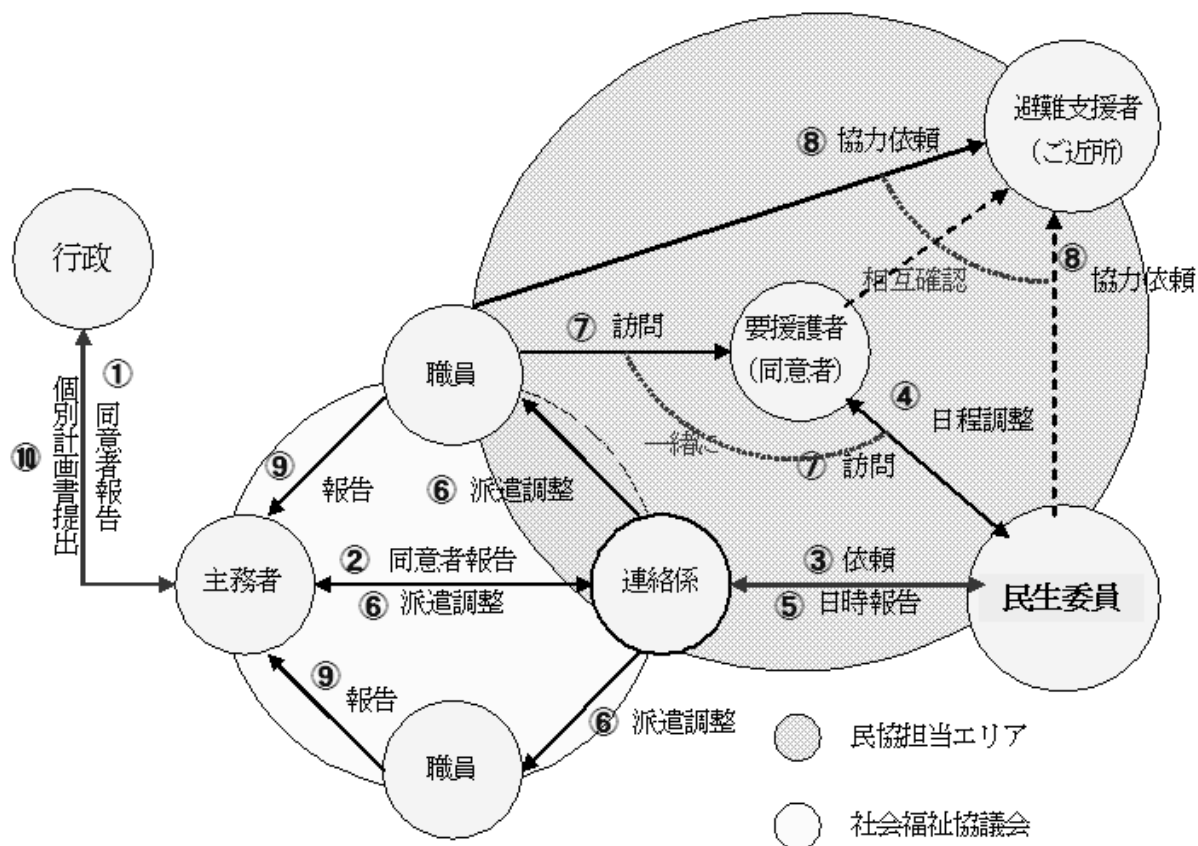 避難支援者
(ご近所)
⑧ 協力依頼
行政
相互確認
⑧
協力依頼
⑦ 訪問
要援護者
(同意者)
職員
①
同意者報告
⑩
個別計画書提出
④
日程調整
一緒に
⑦ 訪問
⑨
報告
⑥ 派遣調整
主務者
② 同意者報告
⑥ 派遣調整
連絡係
③ 依頼
⑤ 日時報告
民生委員
⑨ 報告
⑥ 派遣調整
職員
民協担当エリア
社会福祉協議会